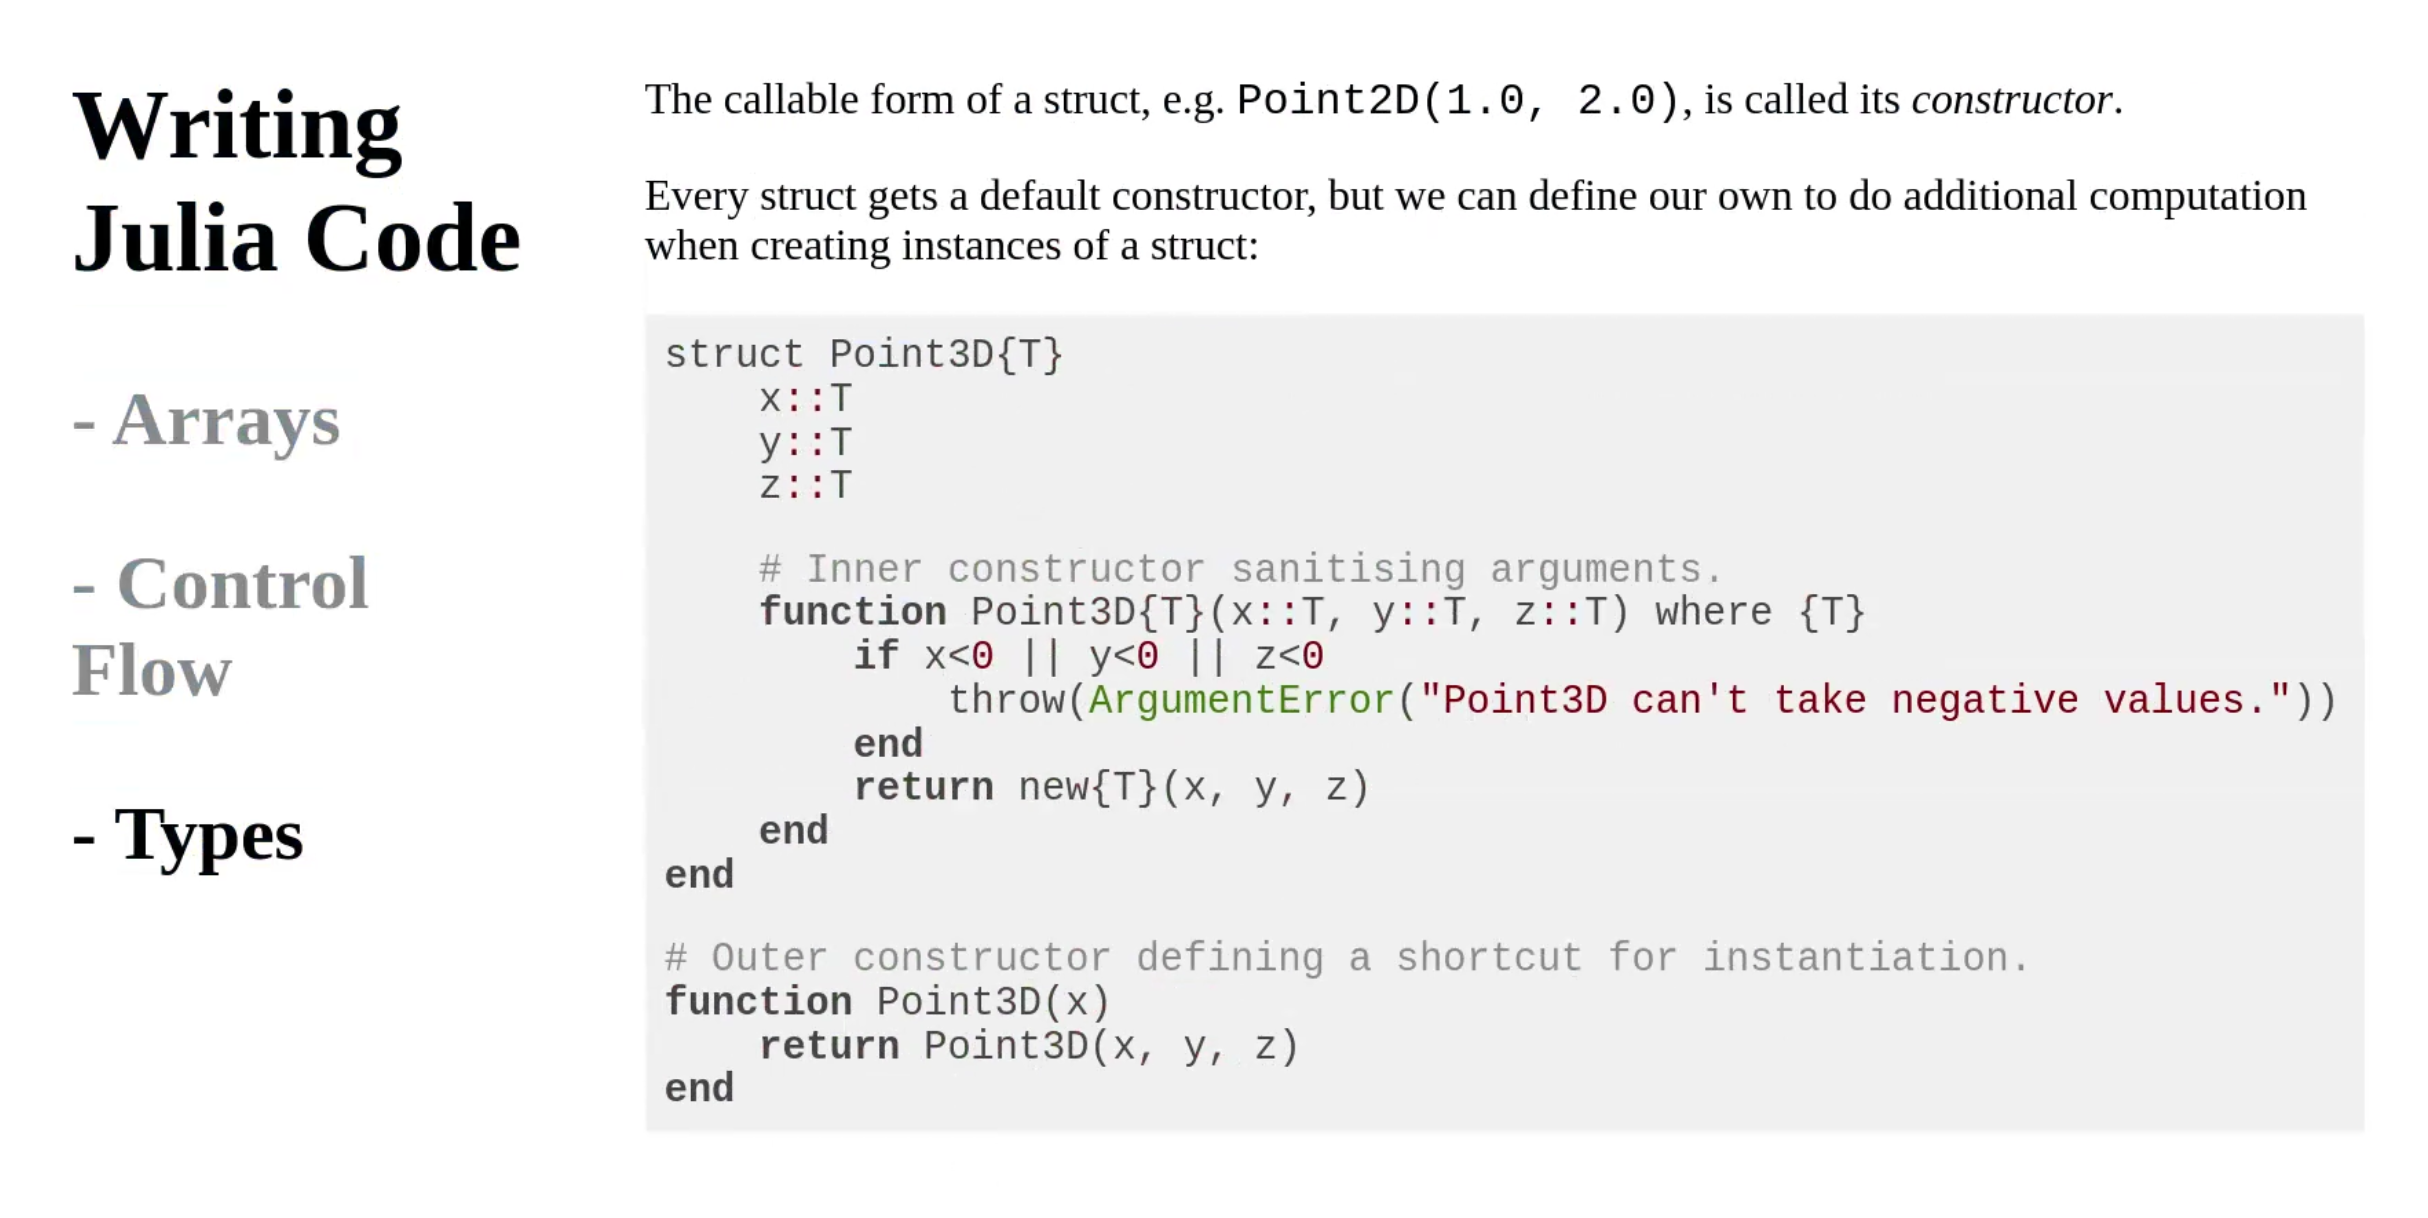 Writing
Julia Code
- Arrays
- Control
Flow
- Types
The callable form of a struct, e.g. Point2D(1.0, 2.0), is called its constructor.
Every struct gets a default constructor, but we can define our own to do additional computation
when creating instances of a struct:
struct Point3D{T}
    x::T
    y::T
    z::T
    # Inner constructor sanitising arguments.
    function Point3D{T}(x::T, y::T, z::T) where {T}
        if x<0 || y<0 || z<0
            throw(ArgumentError("Point3D can't take negative values."))
        end
        return new{T}(x, y, z)
    end
end
# Outer constructor defining a shortcut for instantiation.
function Point3D(x)
    return Point3D(x, y, z)
end